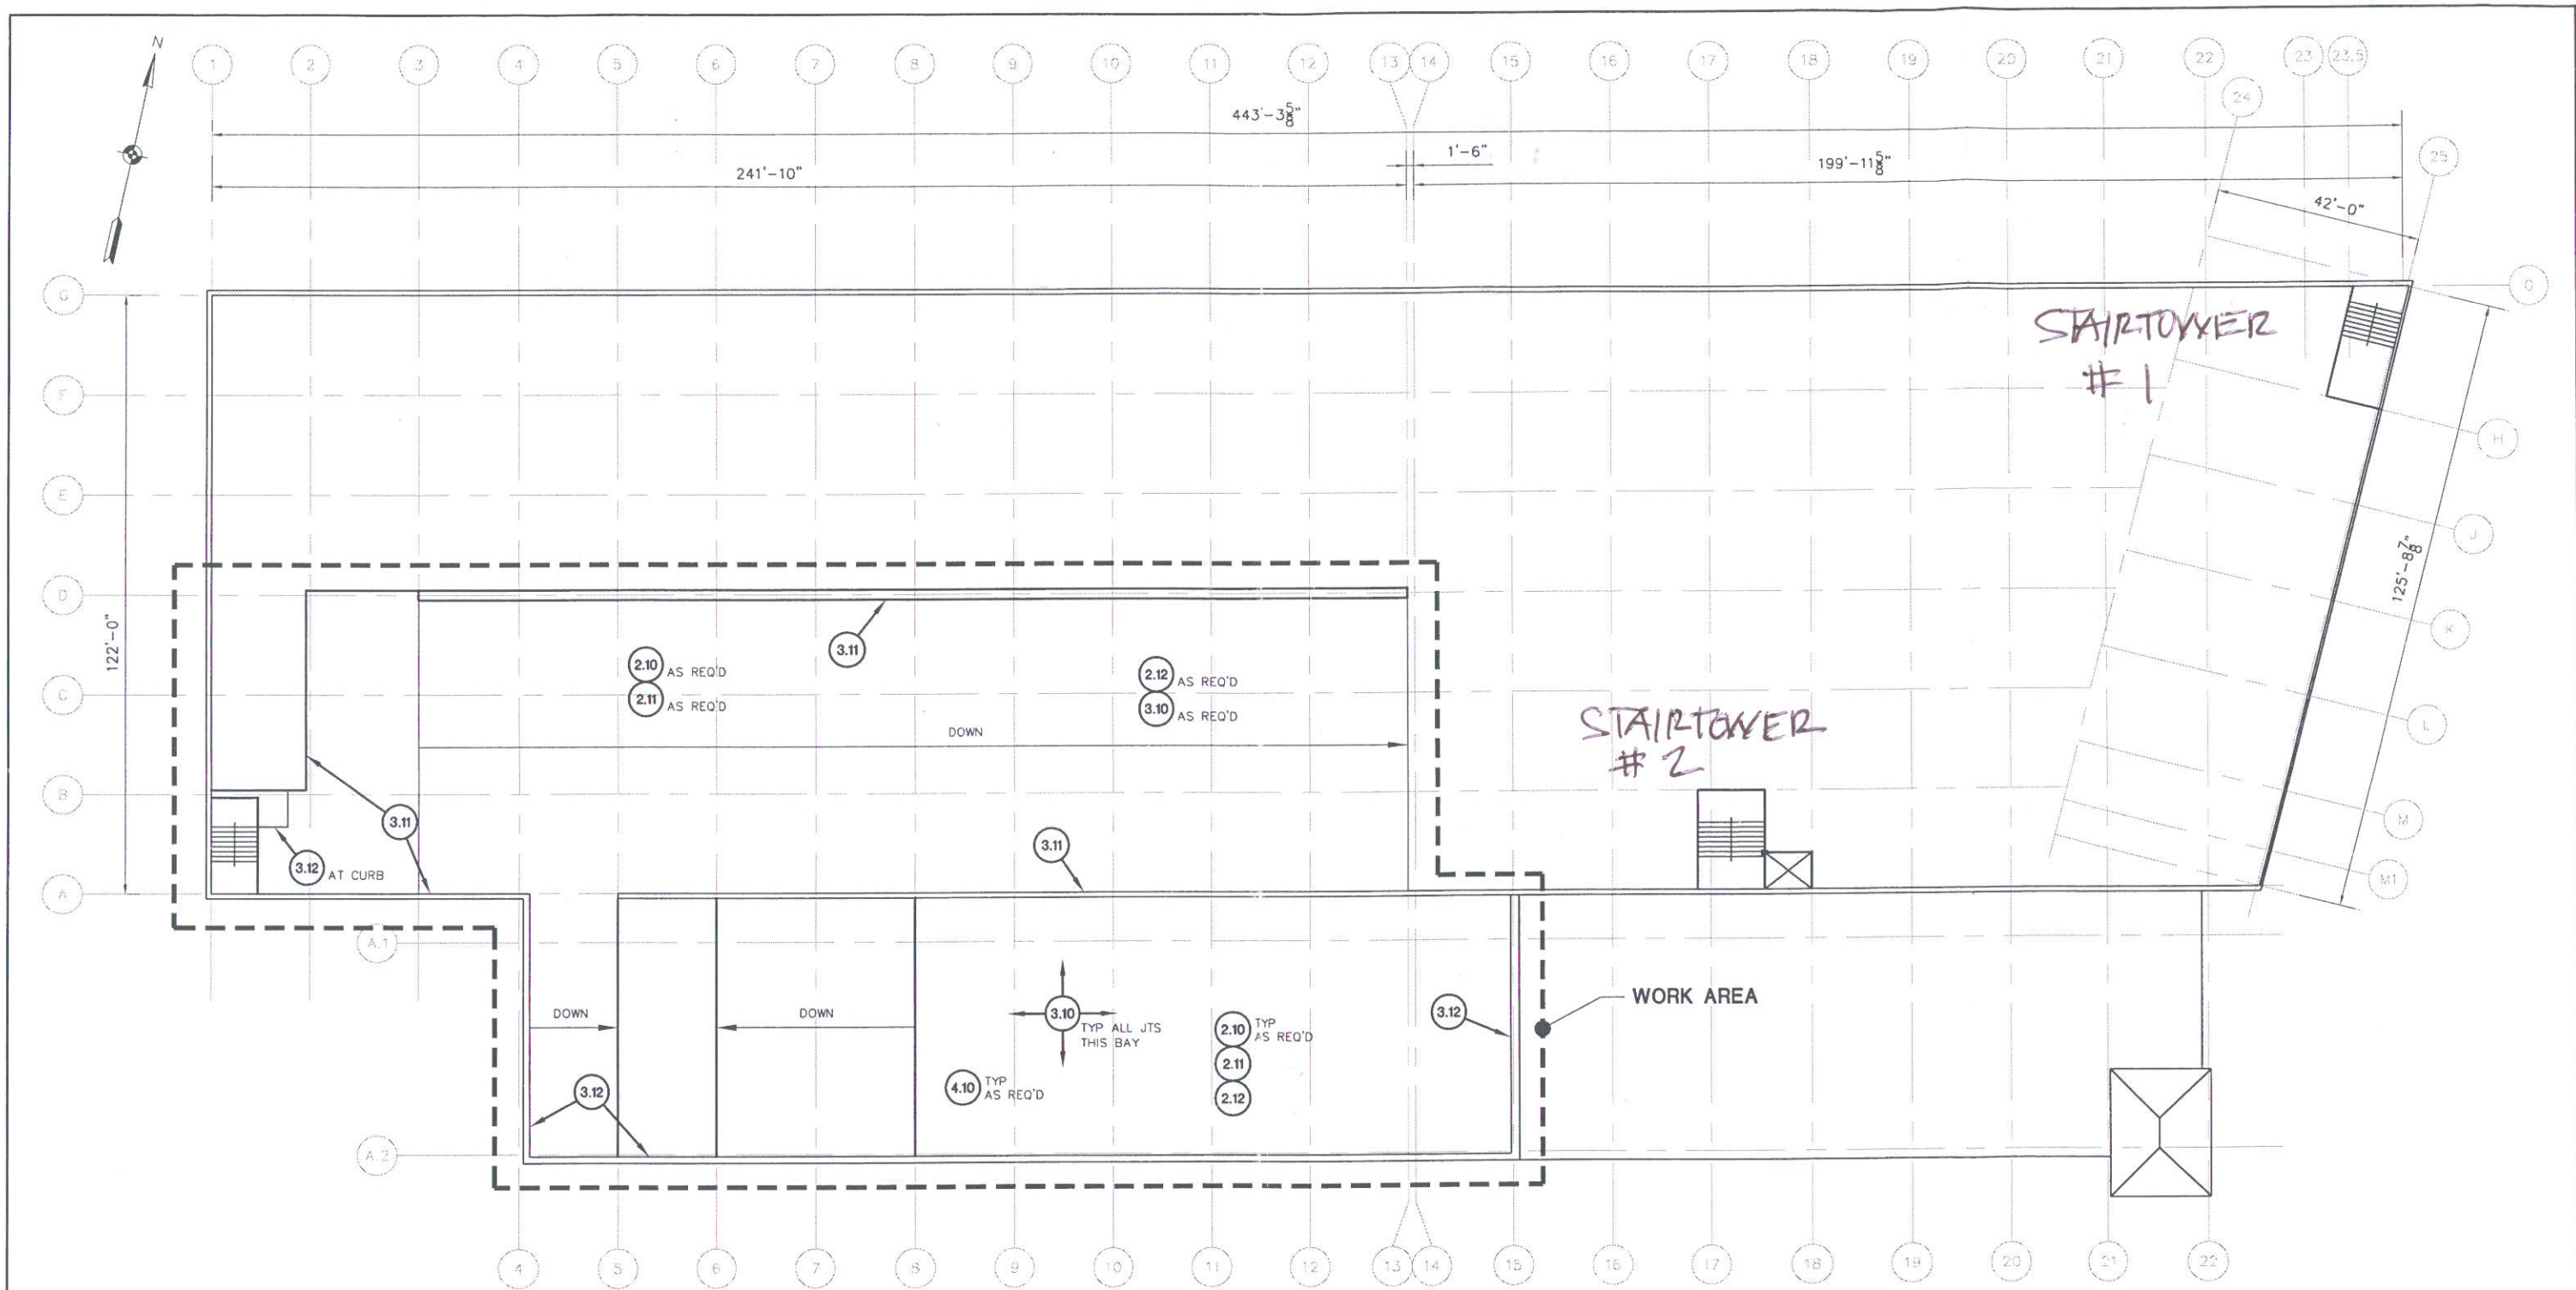 N
1 2 3 4 5 6 7 8 9 10 11 12 13 14 15 16 17 18 19 20 21 22 23 23.5
24
25
443'-3 5/8"
1'-6"
241'-10"
199'-11 5/8"
42'-0"
G
G
STAIRTOWER
# 1
F
H
E
J
D
122'-0"
125'-8 7/8"
K
3.11
2.10 AS REQ'D
2.11 AS REQ'D
2.12 AS REQ'D
3.10 AS REQ'D
C
L
DOWN
STAIRTOWER
# 2
B
M
3.11
3.11
3.12 AT CURB
A
M1
A.1
DOWN
DOWN
3.10
TYP ALL JTS
THIS BAY
3.12
WORK AREA
2.10 TYP
AS REQ'D
2.11
2.12
4.10 TYP
AS REQ'D
3.12
A.2
4 5 6 7 8 9 10 11 12 13 14 15 16 17 18 19 20 21 22